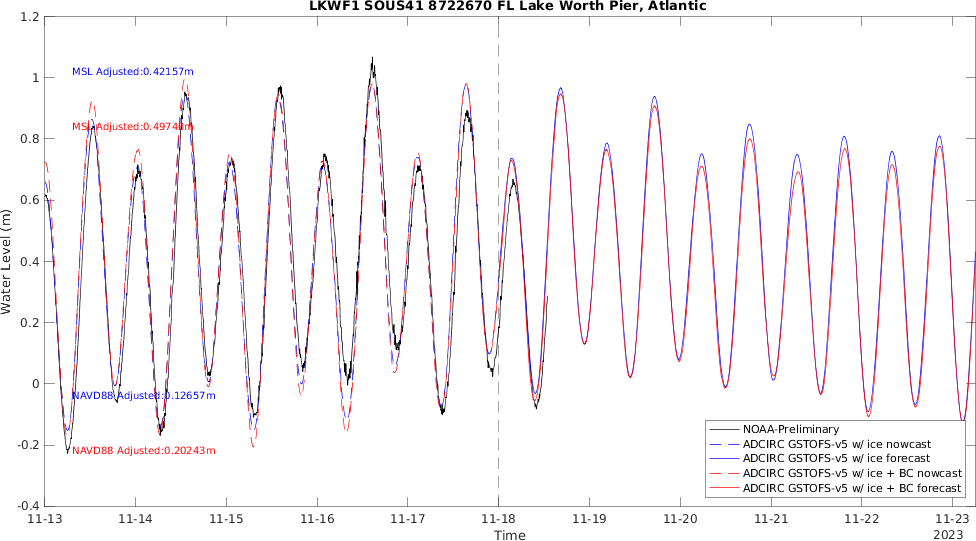 LKWF1 SOUS41 8722670 FL Lake Worth Pier, Atlantic
1.2
1
0.8
0.6
0.4
0.2
0
-0.2
-0.4
Water Level (m)
MSL Adjusted:0.42157m
MSL Adjusted:0.4974
NAVD88 Adjusted:0.12657m
NAVD88 Adjusted:0.20243m
NOAA-Preliminary
ADCIRC GSTOFS-v5 w/ ice nowcast
ADCIRC GSTOFS-v5 w/ ice forecast
ADCIRC GSTOFS-v5 w/ ice + BC nowcast
ADCIRC GSTOFS-v5 w/ ice + BC forecast
11-13 11-14 11-15 11-16 11-17 11-18 11-19 11-20 11-21 11-22 11-23
Time
2023